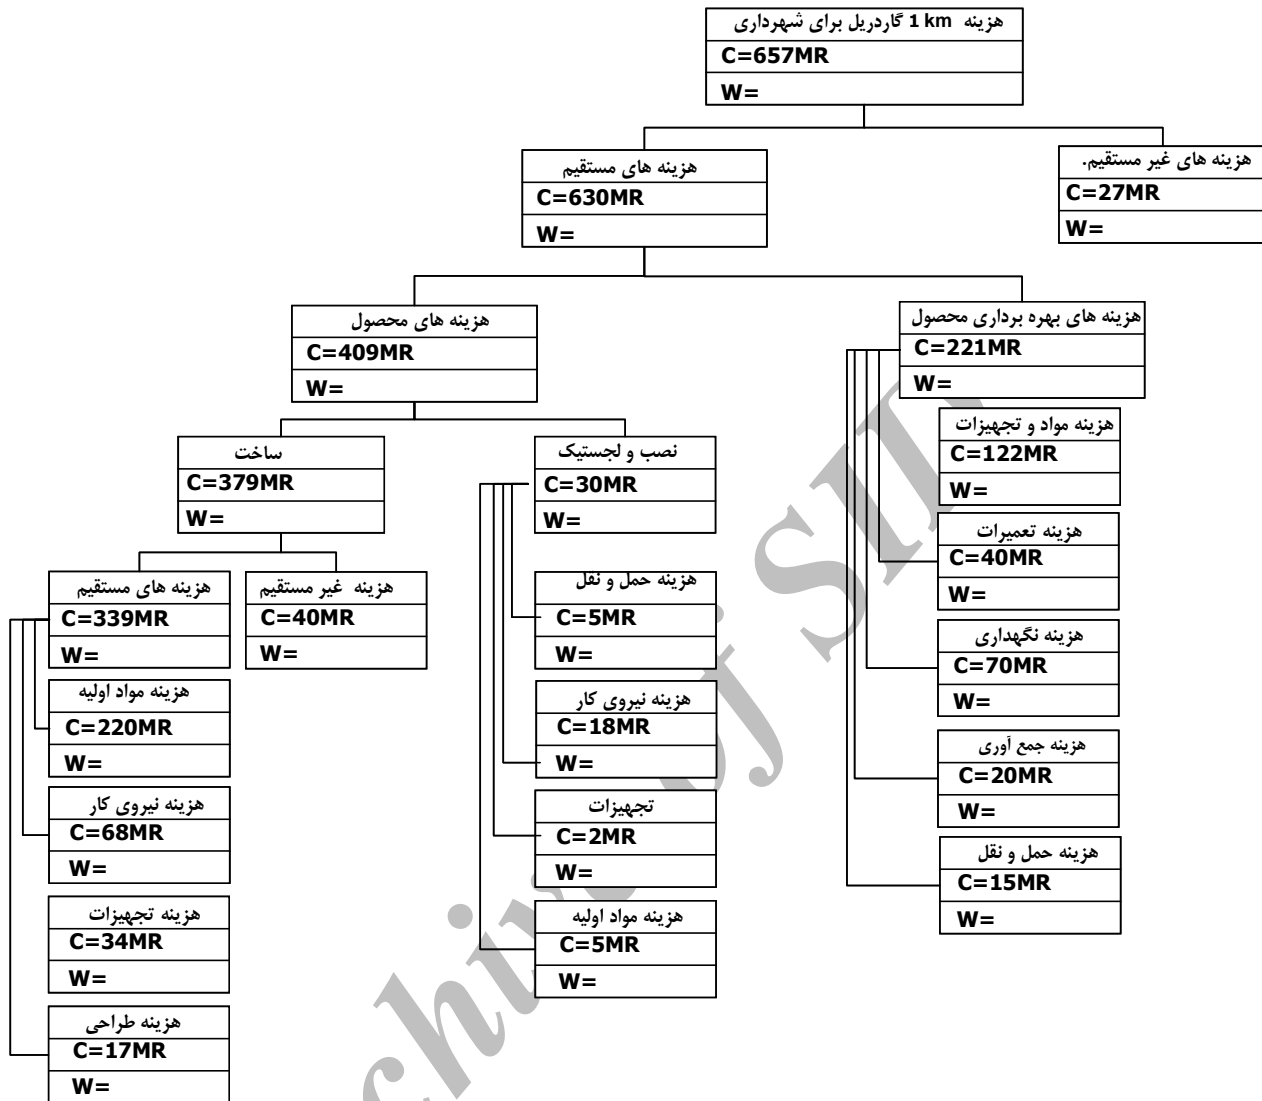 هزینه 1 km گاردریل برای شهرداری
C=657MR
W=
هزینه های مستقیم
C=630MR
W=
هزینه های غیر مستقیم.
C=27MR
W=
هزینه های محصول
C=409MR
W=
هزینه های بهره برداری محصول
C=221MR
W=
ساخت
C=379MR
W=
نصب و لجستیک
C=30MR
W=
هزینه مواد و تجهیزات
C=122MR
W=
هزینه تعمیرات
C=40MR
W=
هزینه نگهداری
C=70MR
W=
هزینه جمع آوری
C=20MR
W=
هزینه حمل و نقل
C=15MR
W=
هزینه های مستقیم
C=339MR
W=
هزینه غیر مستقیم
C=40MR
W=
هزینه حمل و نقل
C=5MR
W=
هزینه نیروی کار
C=18MR
W=
تجهیزات
C=2MR
W=
هزینه مواد اولیه
C=5MR
W=
هزینه مواد اولیه
C=220MR
W=
هزینه نیروی کار
C=68MR
W=
هزینه تجهیزات
C=34MR
W=
هزینه طراحی
C=17MR
W=
chive of SID